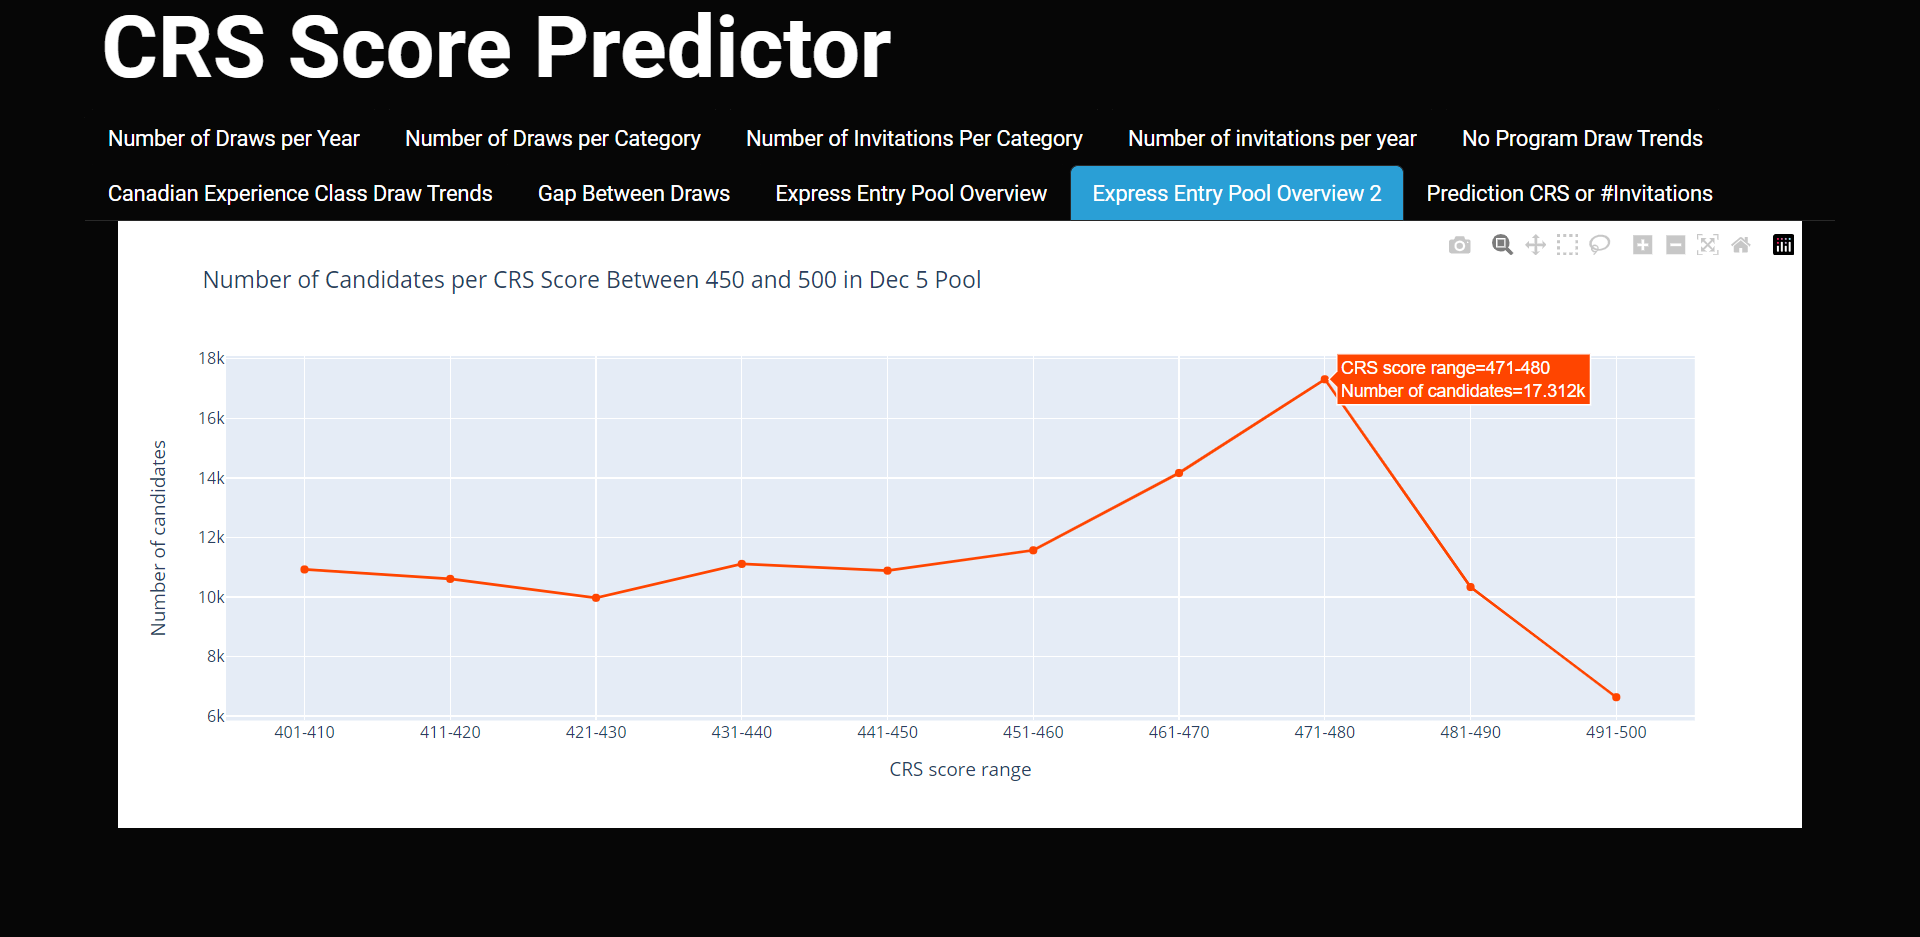 CRS Score Predictor
Number of Draws per Year
Number of Draws per Category
Number of Invitations Per Category
Number of invitations per year
No Program Draw Trends
Canadian Experience Class Draw Trends
Gap Between Draws
Express Entry Pool Overview
Express Entry Pool Overview 2
Prediction CRS or #Invitations
Number of Candidates per CRS Score Between 450 and 500 in Dec 5 Pool
CRS score range=471-480
Number of candidates=17.312k
18k
16k
14k
12k
10k
8k
6k
Number of candidates
401-410
411-420
421-430
431-440
441-450
451-460
461-470
471-480
481-490
491-500
CRS score range